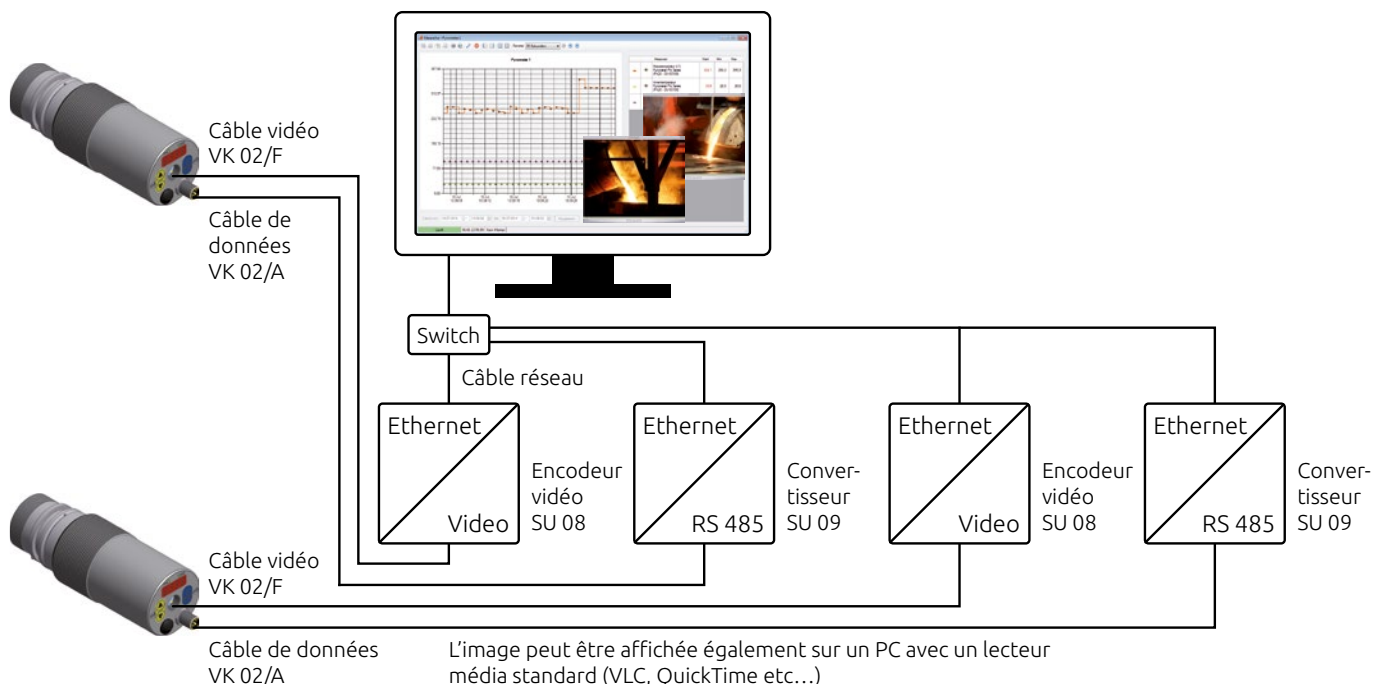 Pyrometer 1
Câble vidéo
VK 02/F
Câble de
données
VK 02/A
Switch
Câble réseau
Ethernet
Video
Encodeur
vidéo
SU 08
Ethernet
RS 485
Conver-
tisseur
SU 09
Ethernet
Video
Encodeur
vidéo
SU 08
Ethernet
RS 485
Conver-
tisseur
SU 09
Câble vidéo
VK 02/F
Câble de données
VK 02/A
L’image peut être affichée également sur un PC avec un lecteur
média standard (VLC, QuickTime etc…)